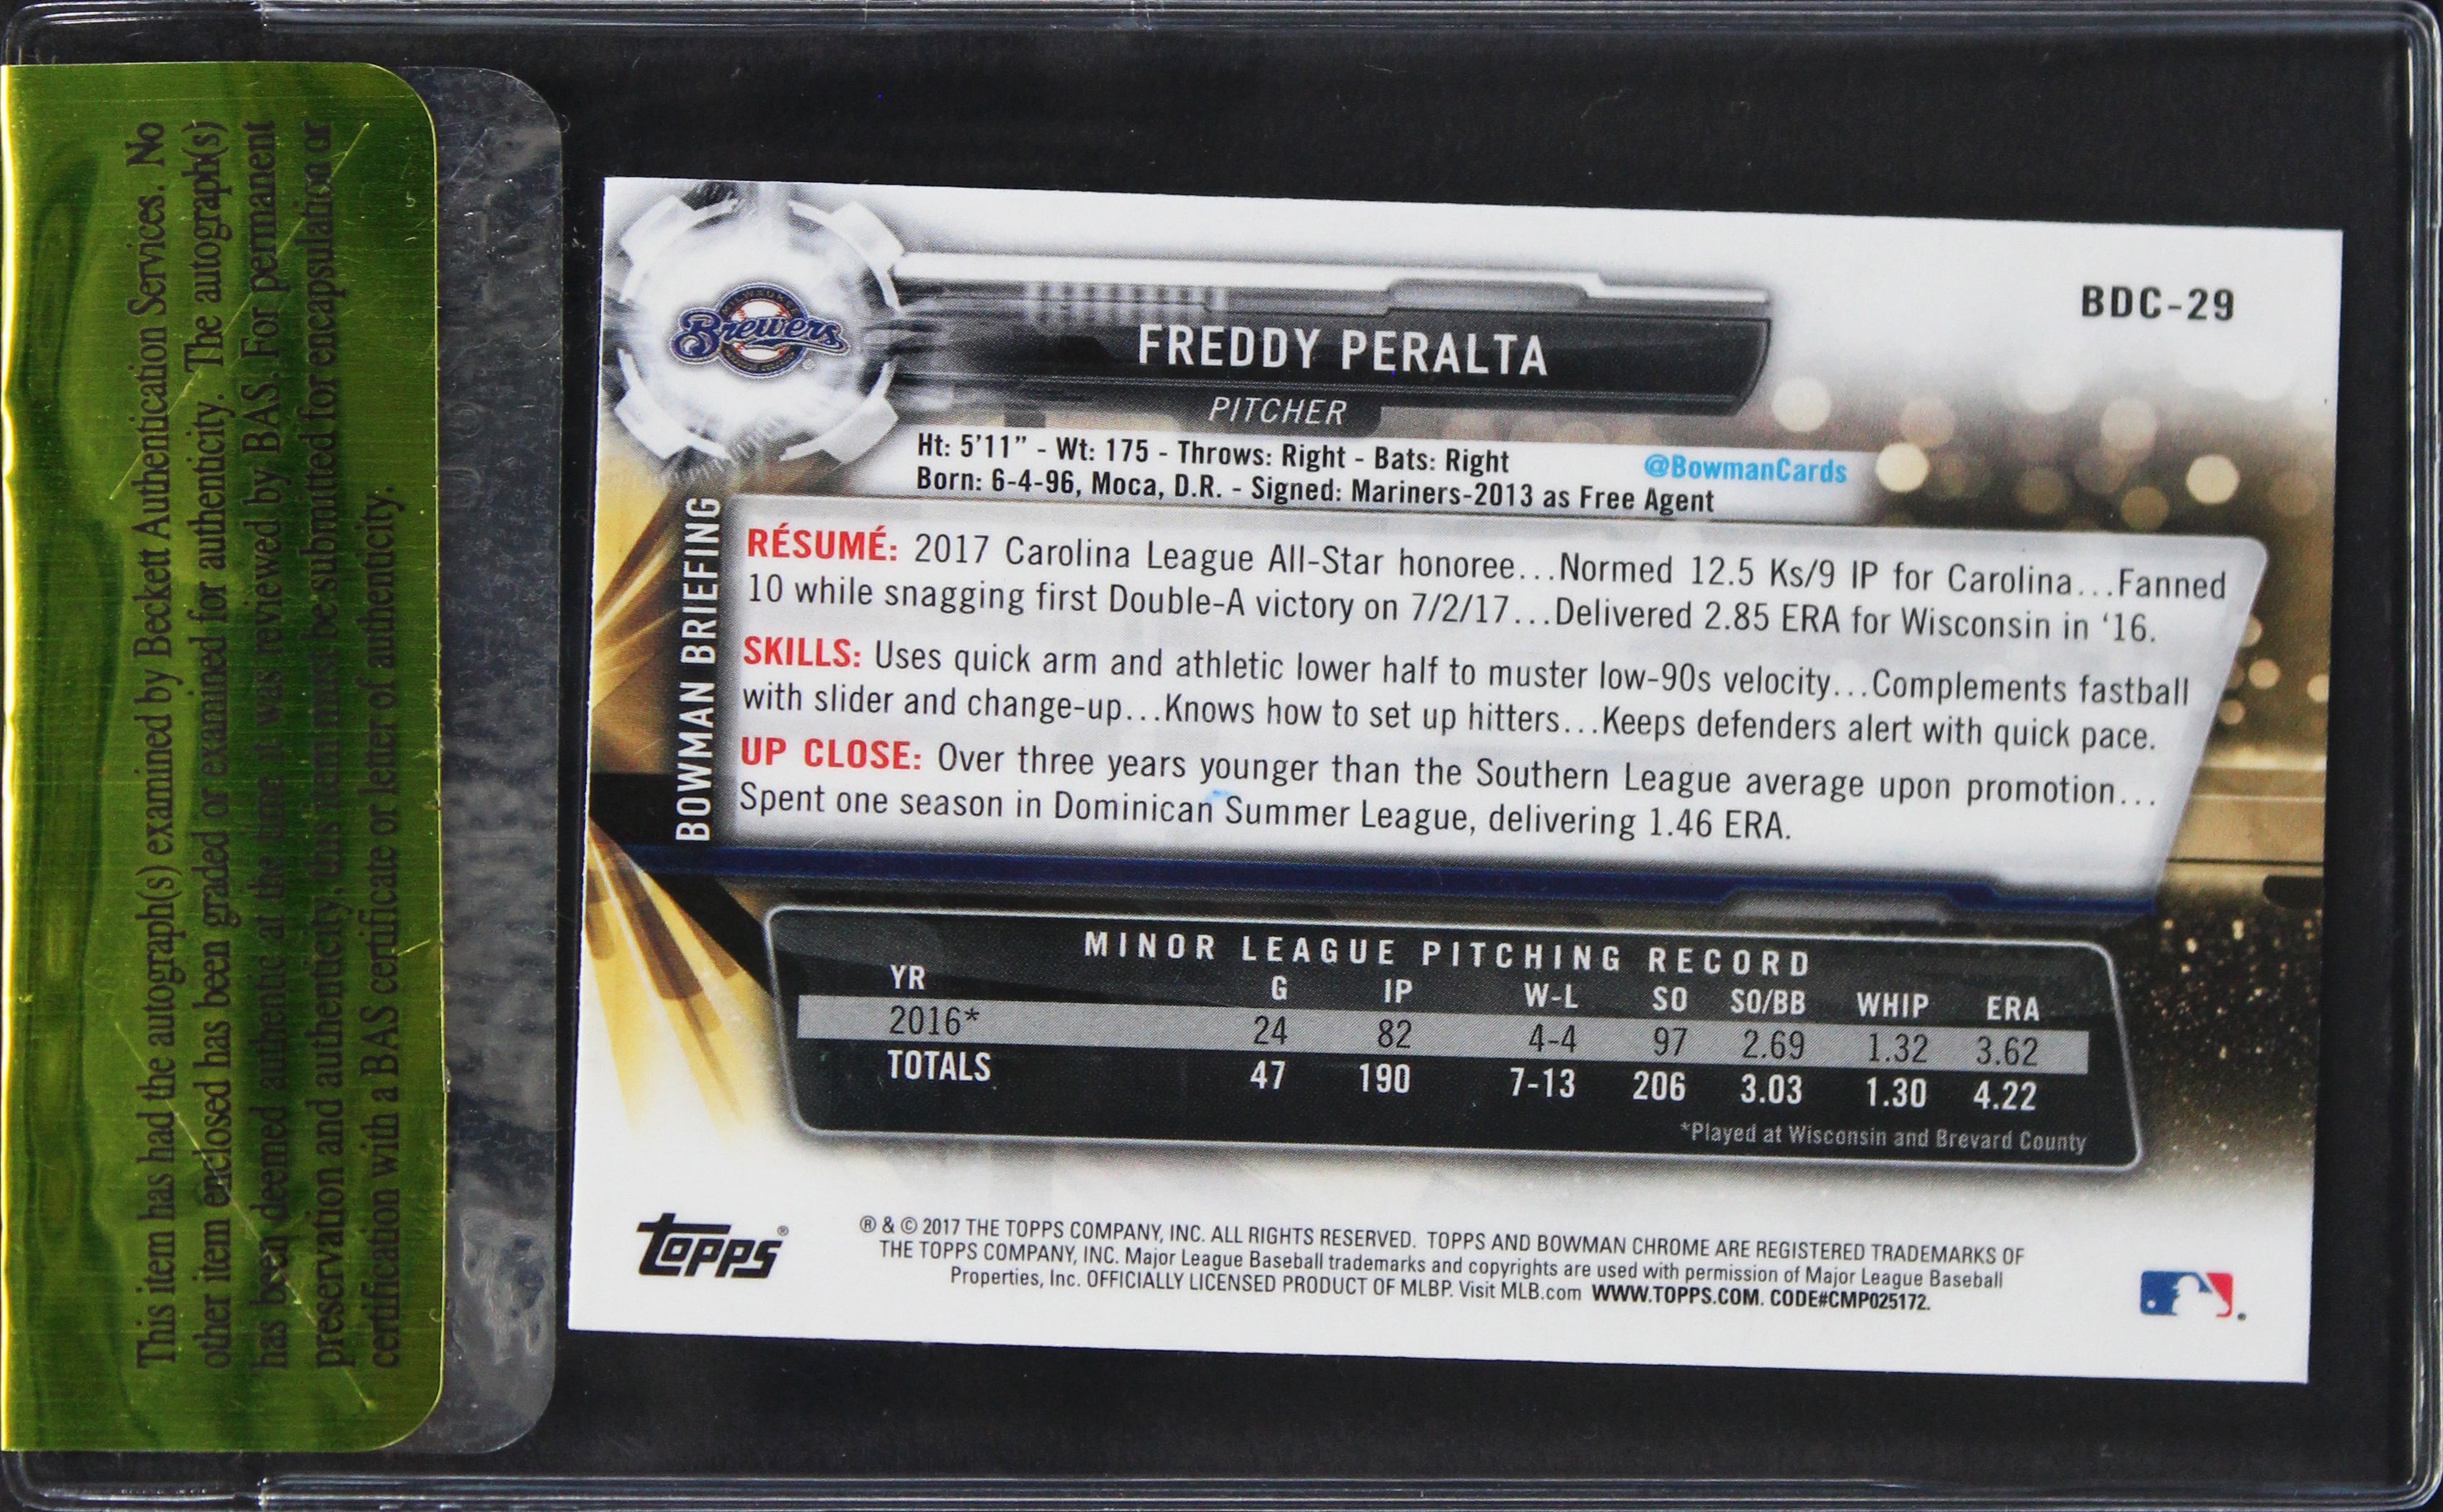 This item has had the autograph(s) examined by Beckett Authentication Services. No
other item enclosed has been graded or examined for authenticity. The autograph(s)
has been deemed authentic at the time it was reviewed by BAS. For permanent
preservation and authenticity, this item must be submitted for encapsulation or
certification with a BAS certificate or letter of authenticity.
MILWAUKEE
Brewers
BDC-29
FREDDY PERALTA
PITCHER
Ht: 5'11” - Wt: 175 - Throws: Right - Bats: Right
@BowmanCards
Born: 6-4-96, Moca, D.R. - Signed: Mariners-2013 as Free Agent
BOWMAN BRIEFING
RÉSUMÉ: 2017 Carolina League All-Star honoree...Normed 12.5 Ks/9 IP for Carolina...Fanned
10 while snagging first Double-A victory on 7/2/17...Delivered 2.85 ERA for Wisconsin in ‘16.
SKILLS: Uses quick arm and athletic lower half to muster low-90s velocity...Complements fastball
with slider and change-up...Knows how to set up hitters...Keeps defenders alert with quick pace.
UP CLOSE: Over three years younger than the Southern League average upon promotion...
Spent one season in Dominican Summer League, delivering 1.46 ERA.
MINOR LEAGUE PITCHING RECORD
YR G IP W-L SO SO/BB WHIP ERA
2016* 24 82 4-4 97 2.69 1.32 3.62
TOTALS 47 190 7-13 206 3.03 1.30 4.22
*Played at Wisconsin and Brevard County
Topps®
® & © 2017 THE TOPPS COMPANY, INC. ALL RIGHTS RESERVED. TOPPS AND BOWMAN CHROME ARE REGISTERED TRADEMARKS OF
THE TOPPS COMPANY, INC. Major League Baseball trademarks and copyrights are used with permission of Major League Baseball
Properties, Inc. OFFICIALLY LICENSED PRODUCT OF MLBP. Visit MLB.com WWW.TOPPS.COM. CODE#CMP025172.